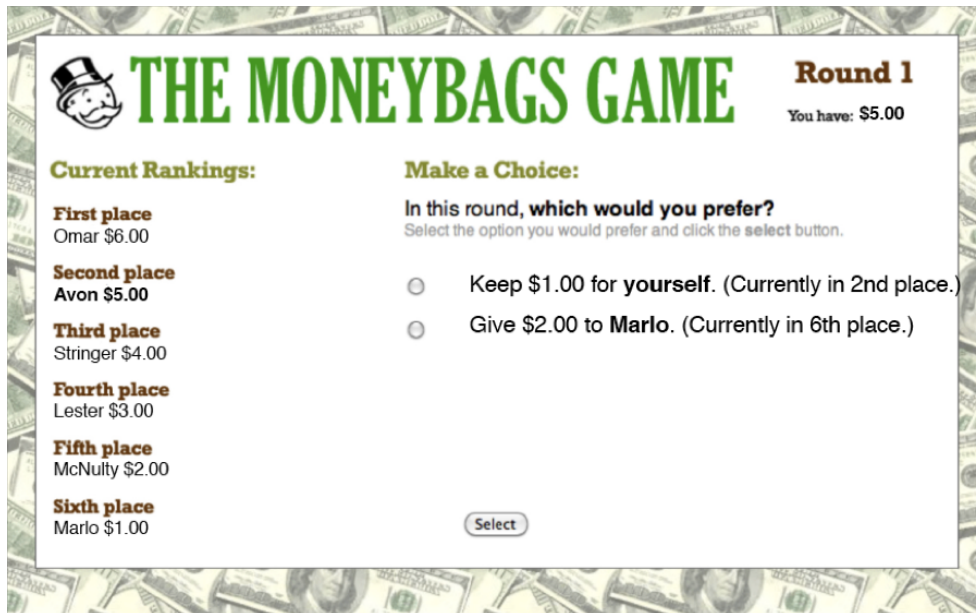 THE MONEYBAGS GAME
Round 1
You have: $5.00
Current Rankings:
First place
Omar $6.00
Second place
Avon $5.00
Third place
Stringer $4.00
Fourth place
Lester $3.00
Fifth place
McNulty $2.00
Sixth place
Marlo $1.00
Make a Choice:
In this round, which would you prefer?
Select the option you would prefer and click the select button.
Keep $1.00 for yourself. (Currently in 2nd place.)
Give $2.00 to Marlo. (Currently in 6th place.)
Select